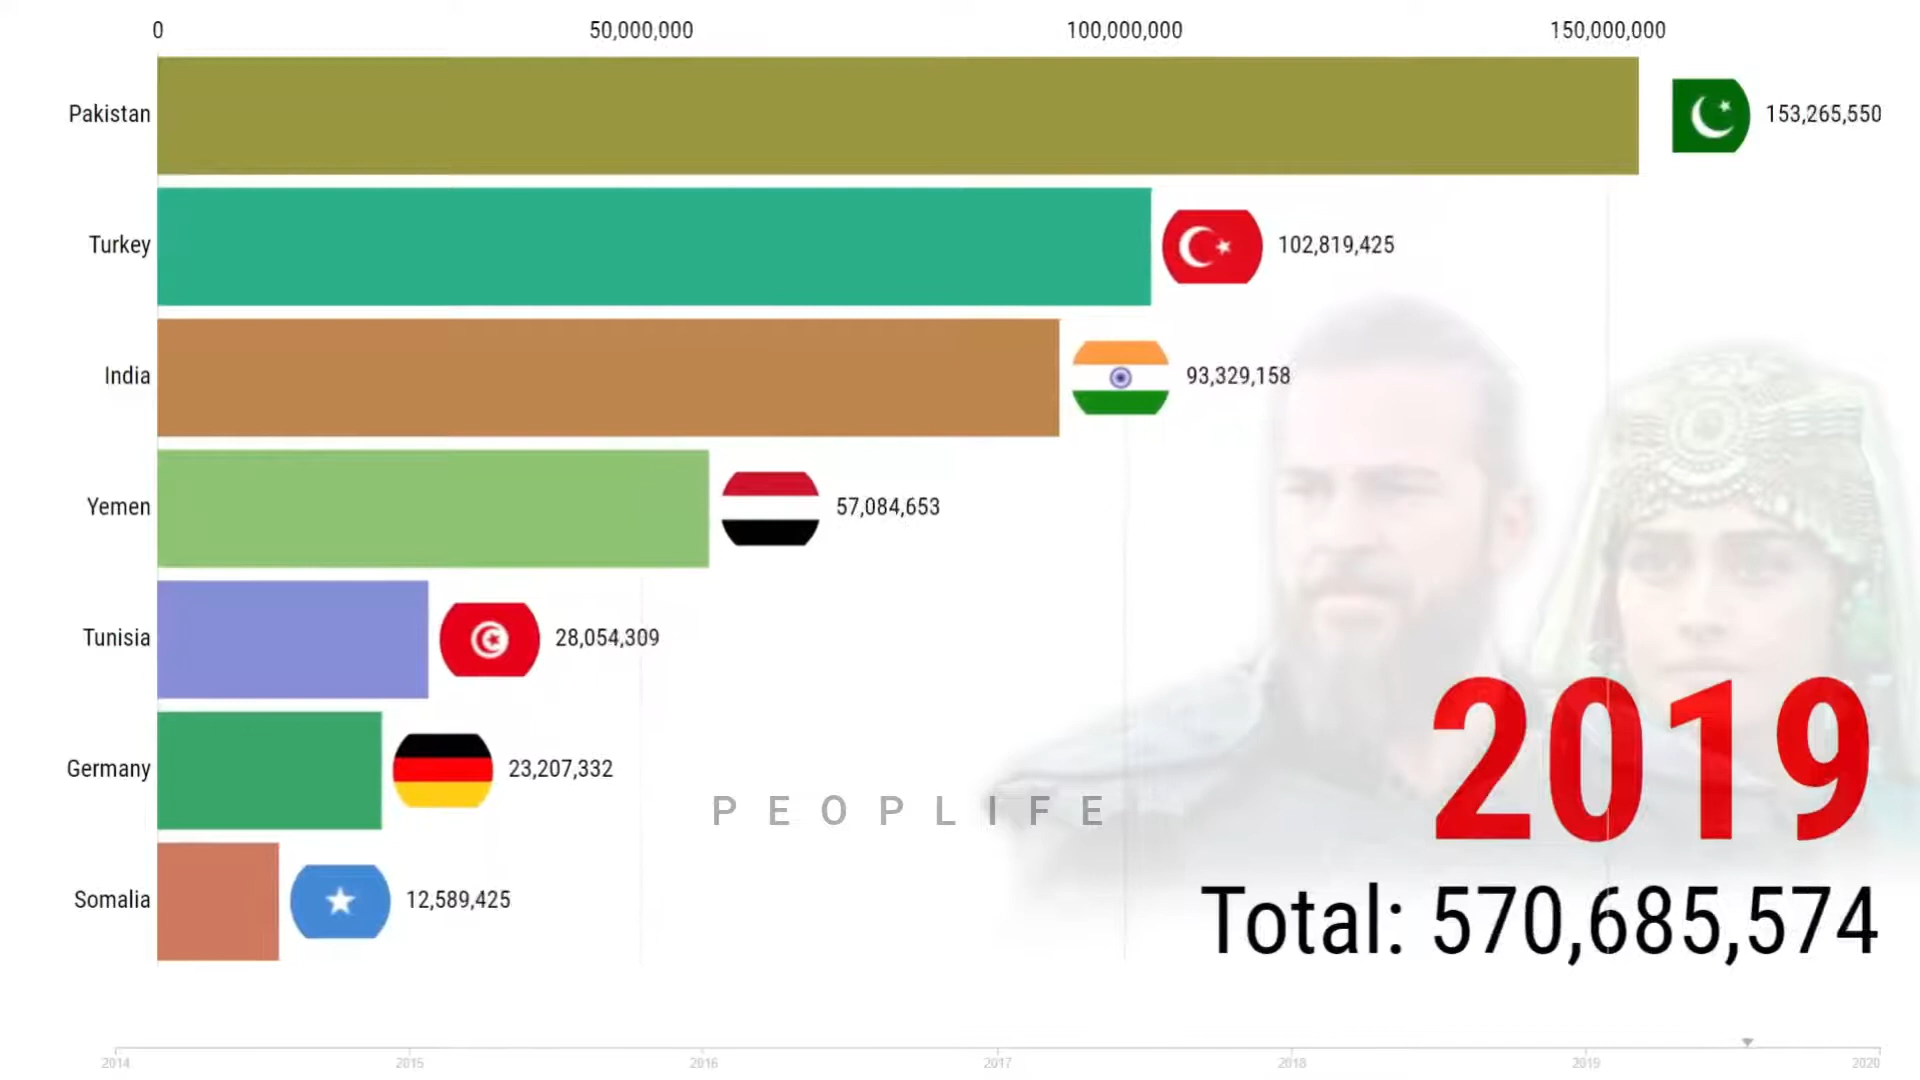 0 50,000,000 100,000,000 150,000,000
Pakistan 153,265,550
Turkey 102,819,425
India 93,329,158
Yemen 57,084,653
Tunisia 28,054,309
Germany 23,207,332
PEOPLIFE
2019
Somalia 12,589,425
Total: 570,685,574
2014 2015 2016 2017 2018 2019 2020